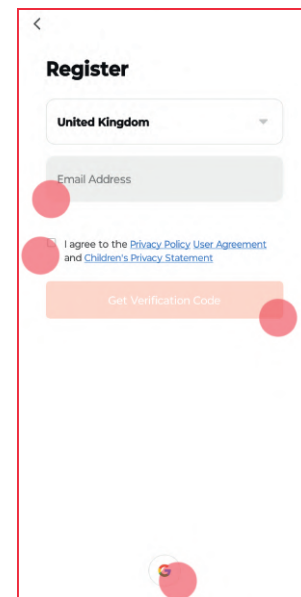 Register
United Kingdom
Email Address
I agree to the Privacy Policy User Agreement
and Children's Privacy Statement
Get Verification Code